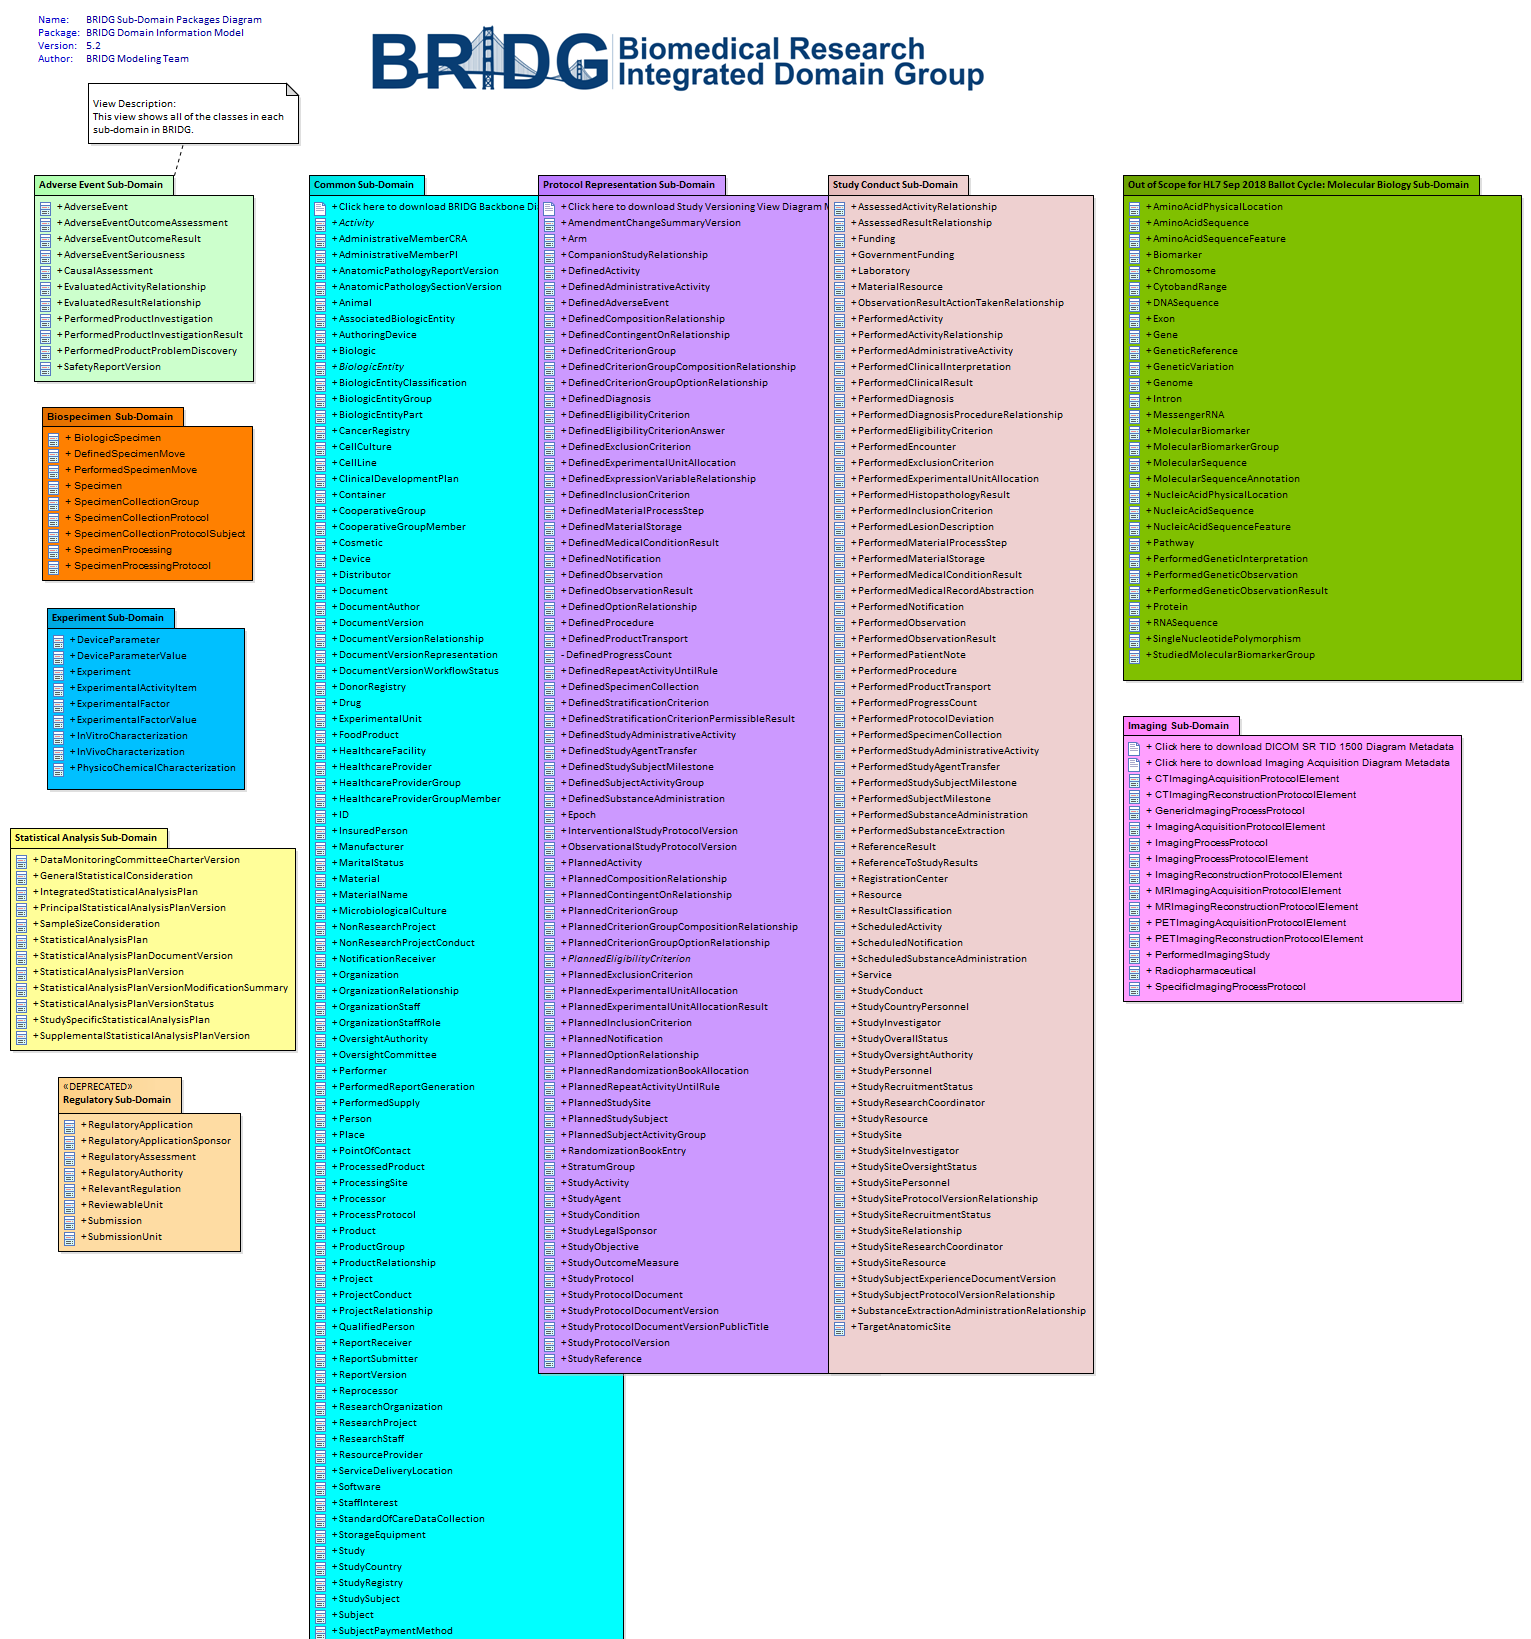 Name: BRIDG Sub-Domain Packages Diagram
Package: BRIDG Domain Information Model
Version: 5.2
Author: BRIDG Modeling Team
BRIDG
Biomedical Research
Integrated Domain Group
View Description:
This view shows all of the classes in each
sub-domain in BRIDG.
Adverse Event Sub-Domain
+AdverseEvent
+AdverseEventOutcomeAssessment
+AdverseEventOutcomeResult
+AdverseEventSeriousness
+CausalAssessment
+EvaluatedActivityRelationship
+EvaluatedResultRelationship
+PerformedProductInvestigation
+PerformedProductInvestigationResult
+PerformedProductProblemDiscovery
+SafetyReportVersion
Biospecimen Sub-Domain
+ BiologicSpecimen
+ DefinedSpecimenMove
+ PerformedSpecimenMove
+ Specimen
+ SpecimenCollectionGroup
+ SpecimenCollectionProtocol
+ SpecimenCollectionProtocolSubject
+ SpecimenProcessing
+ SpecimenProcessingProtocol
Experiment Sub-Domain
+DeviceParameter
+DeviceParameterValue
+Experiment
+ExperimentalActivityItem
+ExperimentalFactor
+ExperimentalFactorValue
+InVitroCharacterization
+InVivoCharacterization
+PhysicoChemicalCharacterization
Statistical Analysis Sub-Domain
+DataMonitoringCommitteeCharterVersion
+GeneralStatisticalConsideration
+IntegratedStatisticalAnalysisPlan
+PrincipalStatisticalAnalysisPlanVersion
+SampleSizeConsideration
+StatisticalAnalysisPlan
+StatisticalAnalysisPlanDocumentVersion
+StatisticalAnalysisPlanVersion
+StatisticalAnalysisPlanVersionModificationSummary
+StatisticalAnalysisPlanVersionStatus
+StudySpecificStatisticalAnalysisPlan
+SupplementalStatisticalAnalysisPlanVersion
«DEPRECATED»
Regulatory Sub-Domain
+RegulatoryApplication
+RegulatoryApplicationSponsor
+RegulatoryAssessment
+RegulatoryAuthority
+RelevantRegulation
+ReviewableUnit
+Submission
+SubmissionUnit
Common Sub-Domain
+Click here to download BRIDG Backbone Di
+Activity
+AdministrativeMemberCRA
+AdministrativeMemberPI
+AnatomicPathologyReportVersion
+AnatomicPathologySectionVersion
+Animal
+AssociatedBiologicEntity
+AuthoringDevice
+Biologic
+BiologicEntity
+BiologicEntityClassification
+BiologicEntityGroup
+BiologicEntityPart
+CancerRegistry
+CellCulture
+CellLine
+ClinicalDevelopmentPlan
+Container
+CooperativeGroup
+CooperativeGroupMember
+Cosmetic
+Device
+Distributor
+Document
+DocumentAuthor
+DocumentVersion
+DocumentVersionRelationship
+DocumentVersionRepresentation
+DocumentVersionWorkflowStatus
+DonorRegistry
+Drug
+ExperimentalUnit
+FoodProduct
+HealthcareFacility
+HealthcareProvider
+HealthcareProviderGroup
+HealthcareProviderGroupMember
+ID
+InsuredPerson
+Manufacturer
+MaritalStatus
+Material
+MaterialName
+MicrobiologicalCulture
+NonResearchProject
+NonResearchProjectConduct
+NotificationReceiver
+Organization
+OrganizationRelationship
+OrganizationStaff
+OrganizationStaffRole
+OversightAuthority
+OversightCommittee
+Performer
+PerformedReportGeneration
+PerformedSupply
+Person
+Place
+PointOfContact
+ProcessedProduct
+ProcessingSite
+Processor
+ProcessProtocol
+Product
+ProductGroup
+ProductRelationship
+Project
+ProjectConduct
+ProjectRelationship
+QualifiedPerson
+ReportReceiver
+ReportSubmitter
+ReportVersion
+Reprocessor
+ResearchOrganization
+ResearchProject
+ResearchStaff
+ResourceProvider
+ServiceDeliveryLocation
+Software
+StaffInterest
+StandardOfCareDataCollection
+StorageEquipment
+Study
+StudyCountry
+StudyRegistry
+StudySubject
+Subject
+SubjectPaymentMethod
Protocol Representation Sub-Domain
+Click here to download Study Versioning View Diagram M
+AmendmentChangeSummaryVersion
+Arm
+CompanionStudyRelationship
+DefinedActivity
+DefinedAdministrativeActivity
+DefinedAdverseEvent
+DefinedCompositionRelationship
+DefinedContingentOnRelationship
+DefinedCriterionGroup
+DefinedCriterionGroupCompositionRelationship
+DefinedCriterionGroupOptionRelationship
+DefinedDiagnosis
+DefinedEligibilityCriterion
+DefinedEligibilityCriterionAnswer
+DefinedExclusionCriterion
+DefinedExperimentalUnitAllocation
+DefinedExpressionVariableRelationship
+DefinedInclusionCriterion
+DefinedMaterialProcessStep
+DefinedMaterialStorage
+DefinedMedicalConditionResult
+DefinedNotification
+DefinedObservation
+DefinedObservationResult
+DefinedOptionRelationship
+DefinedProcedure
+DefinedProductTransport
-DefinedProgressCount
+DefinedRepeatActivityUntilRule
+DefinedSpecimenCollection
+DefinedStratificationCriterion
+DefinedStratificationCriterionPermissibleResult
+DefinedStudyAdministrativeActivity
+DefinedStudyAgentTransfer
+DefinedStudySubjectMilestone
+DefinedSubjectActivityGroup
+DefinedSubstanceAdministration
+Epoch
+InterventionalStudyProtocolVersion
+ObservationalStudyProtocolVersion
+PlannedActivity
+PlannedCompositionRelationship
+PlannedContingentOnRelationship
+PlannedCriterionGroup
+PlannedCriterionGroupCompositionRelationship
+PlannedCriterionGroupOptionRelationship
+PlannedEligibilityCriterion
+PlannedExclusionCriterion
+PlannedExperimentalUnitAllocation
+PlannedExperimentalUnitAllocationResult
+PlannedInclusionCriterion
+PlannedNotification
+PlannedOptionRelationship
+PlannedRandomizationBookAllocation
+PlannedRepeatActivityUntilRule
+PlannedStudySite
+PlannedStudySubject
+PlannedSubjectActivityGroup
+RandomizationBookEntry
+StratumGroup
+StudyActivity
+StudyAgent
+StudyCondition
+StudyLegalSponsor
+StudyObjective
+StudyOutcomeMeasure
+StudyProtocol
+StudyProtocolDocument
+StudyProtocolDocumentVersion
+StudyProtocolDocumentVersionPublicTitle
+StudyProtocolVersion
+StudyReference
Study Conduct Sub-Domain
+AssessedActivityRelationship
+AssessedResultRelationship
+Funding
+GovernmentFunding
+Laboratory
+MaterialResource
+ObservationResultActionTakenRelationship
+PerformedActivity
+PerformedActivityRelationship
+PerformedAdministrativeActivity
+PerformedClinicalInterpretation
+PerformedClinicalResult
+PerformedDiagnosis
+PerformedDiagnosisProcedureRelationship
+PerformedEligibilityCriterion
+PerformedEncounter
+PerformedExclusionCriterion
+PerformedExperimentalUnitAllocation
+PerformedHistopathologyResult
+PerformedInclusionCriterion
+PerformedLesionDescription
+PerformedMaterialProcessStep
+PerformedMaterialStorage
+PerformedMedicalConditionResult
+PerformedMedicalRecordAbstraction
+PerformedNotification
+PerformedObservation
+PerformedObservationResult
+PerformedPatientNote
+PerformedProcedure
+PerformedProductTransport
+PerformedProgressCount
+PerformedProtocolDeviation
+PerformedSpecimenCollection
+PerformedStudyAdministrativeActivity
+PerformedStudyAgentTransfer
+PerformedStudySubjectMilestone
+PerformedSubjectMilestone
+PerformedSubstanceAdministration
+PerformedSubstanceExtraction
+ReferenceResult
+ReferenceToStudyResults
+RegistrationCenter
+Resource
+ResultClassification
+ScheduledActivity
+ScheduledNotification
+ScheduledSubstanceAdministration
+Service
+StudyConduct
+StudyCountryPersonnel
+StudyInvestigator
+StudyOverallStatus
+StudyOversightAuthority
+StudyPersonnel
+StudyRecruitmentStatus
+StudyResearchCoordinator
+StudyResource
+StudySite
+StudySiteInvestigator
+StudySiteOversightStatus
+StudySitePersonnel
+StudySiteProtocolVersionRelationship
+StudySiteRecruitmentStatus
+StudySiteRelationship
+StudySiteResearchCoordinator
+StudySiteResource
+StudySubjectExperienceDocumentVersion
+StudySubjectProtocolVersionRelationship
+SubstanceExtractionAdministrationRelationship
+TargetAnatomicSite
Out of Scope for HL7 Sep 2018 Ballot Cycle: Molecular Biology Sub-Domain
+AminoAcidPhysicalLocation
+AminoAcidSequence
+AminoAcidSequenceFeature
+Biomarker
+Chromosome
+CytobandRange
+DNASequence
+Exon
+Gene
+GeneticReference
+GeneticVariation
+Genome
+Intron
+MessengerRNA
+MolecularBiomarker
+MolecularBiomarkerGroup
+MolecularSequence
+MolecularSequenceAnnotation
+NucleicAcidPhysicalLocation
+NucleicAcidSequence
+NucleicAcidSequenceFeature
+Pathway
+PerformedGeneticInterpretation
+PerformedGeneticObservation
+PerformedGeneticObservationResult
+Protein
+RNASequence
+SingleNucleotidePolymorphism
+StudiedMolecularBiomarkerGroup
Imaging Sub-Domain
+ Click here to download DICOM SR TID 1500 Diagram Metadata
+ Click here to download Imaging Acquisition Diagram Metadata
+ CTImagingAcquisitionProtocolElement
+ CTImagingReconstructionProtocolElement
+ GenericImagingProcessProtocol
+ ImagingAcquisitionProtocolElement
+ ImagingProcessProtocol
+ ImagingProcessProtocolElement
+ ImagingReconstructionProtocolElement
+ MRImagingAcquisitionProtocolElement
+ MRImagingReconstructionProtocolElement
+ PETImagingAcquisitionProtocolElement
+ PETImagingReconstructionProtocolElement
+ PerformedImagingStudy
+ Radiopharmaceutical
+ SpecificImagingProcessProtocol